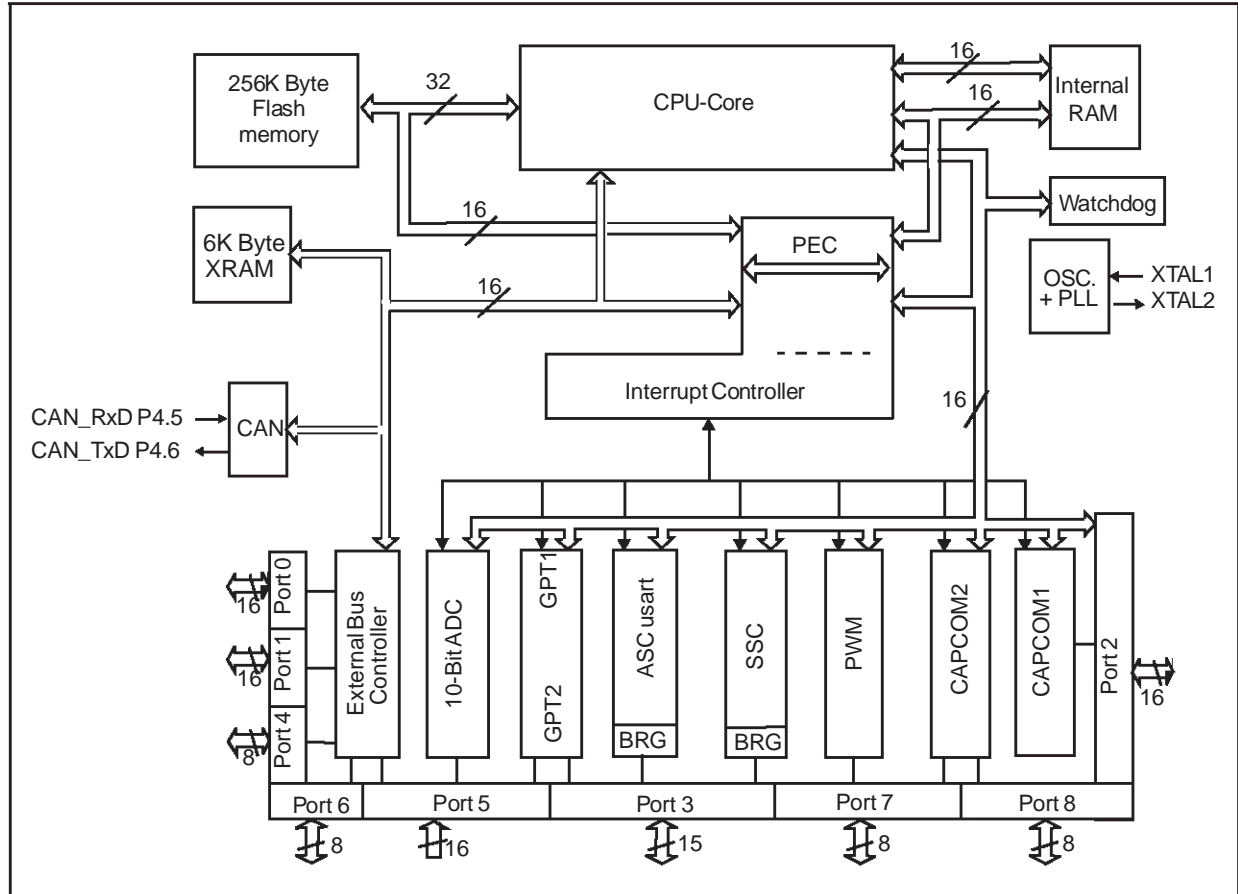 256K Byte
Flash
memory
32
CPU-Core
16
16
Internal
RAM
16
Watchdog
6K Byte
XRAM
PEC
OSC.
+ PLL
XTAL1
XTAL2
16
Interrupt Controller
16
CAN_RxD P4.5
CAN_TxD P4.6
CAN
Port 0
16
Port 1
16
Port 4
8
External Bus
Controller
10-Bit ADC
GPT1
GPT2
ASC usart
BRG
SSC
BRG
PWM
CAPCOM2
CAPCOM1
Port 2
16
Port 6
Port 5
Port 3
Port 7
Port 8
8
16
15
8
8